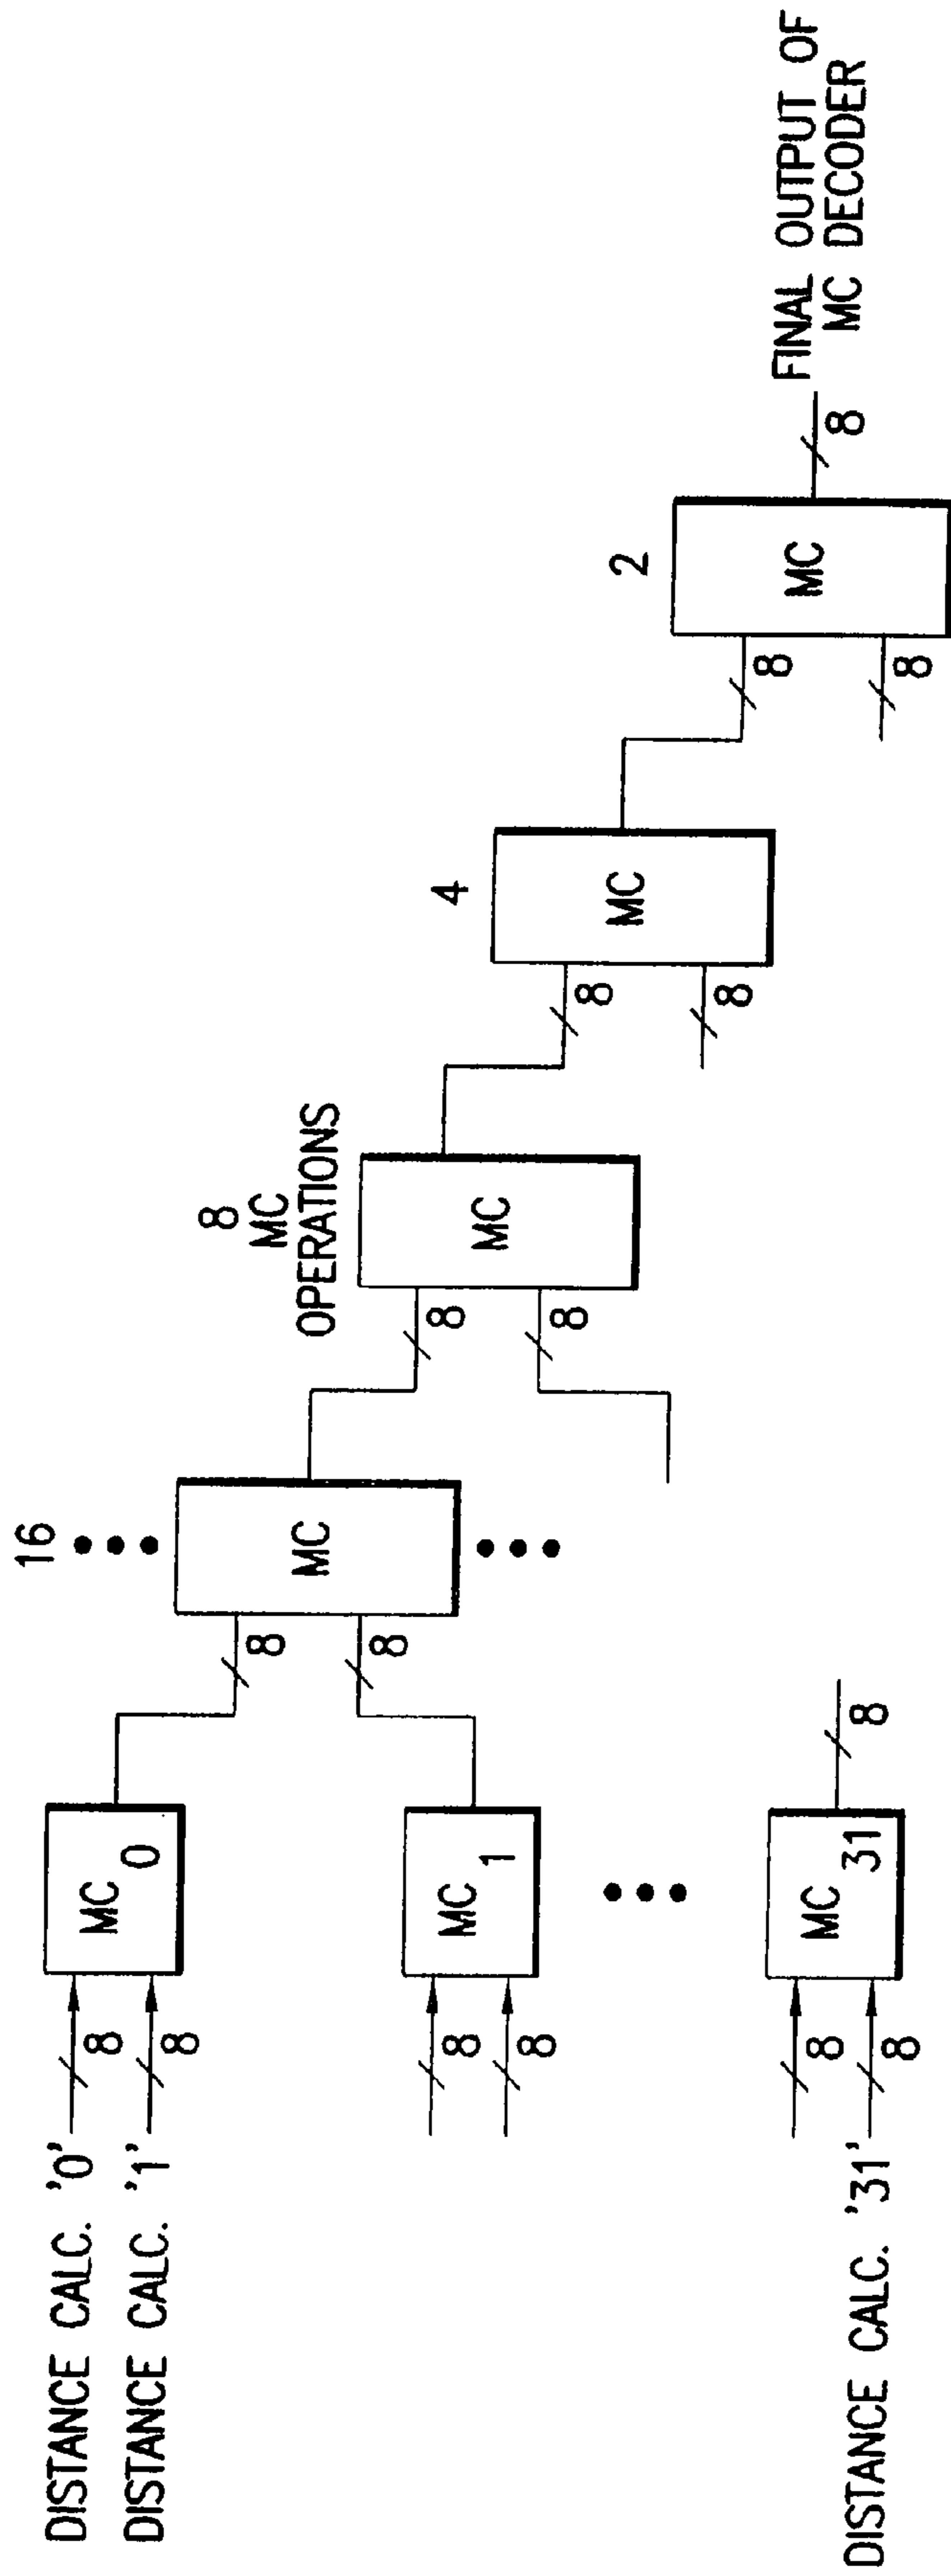 DISTANCE CALC. '0'
8
DISTANCE CALC. '1'
8
MC
0
8
8
MC
1
8
8
DISTANCE CALC. '31'
8
8
MC
31
8
16
MC
8
8
8
MC
OPERATIONS
MC
8
8
4
MC
8
8
2
MC
8
FINAL OUTPUT OF
MC DECODER